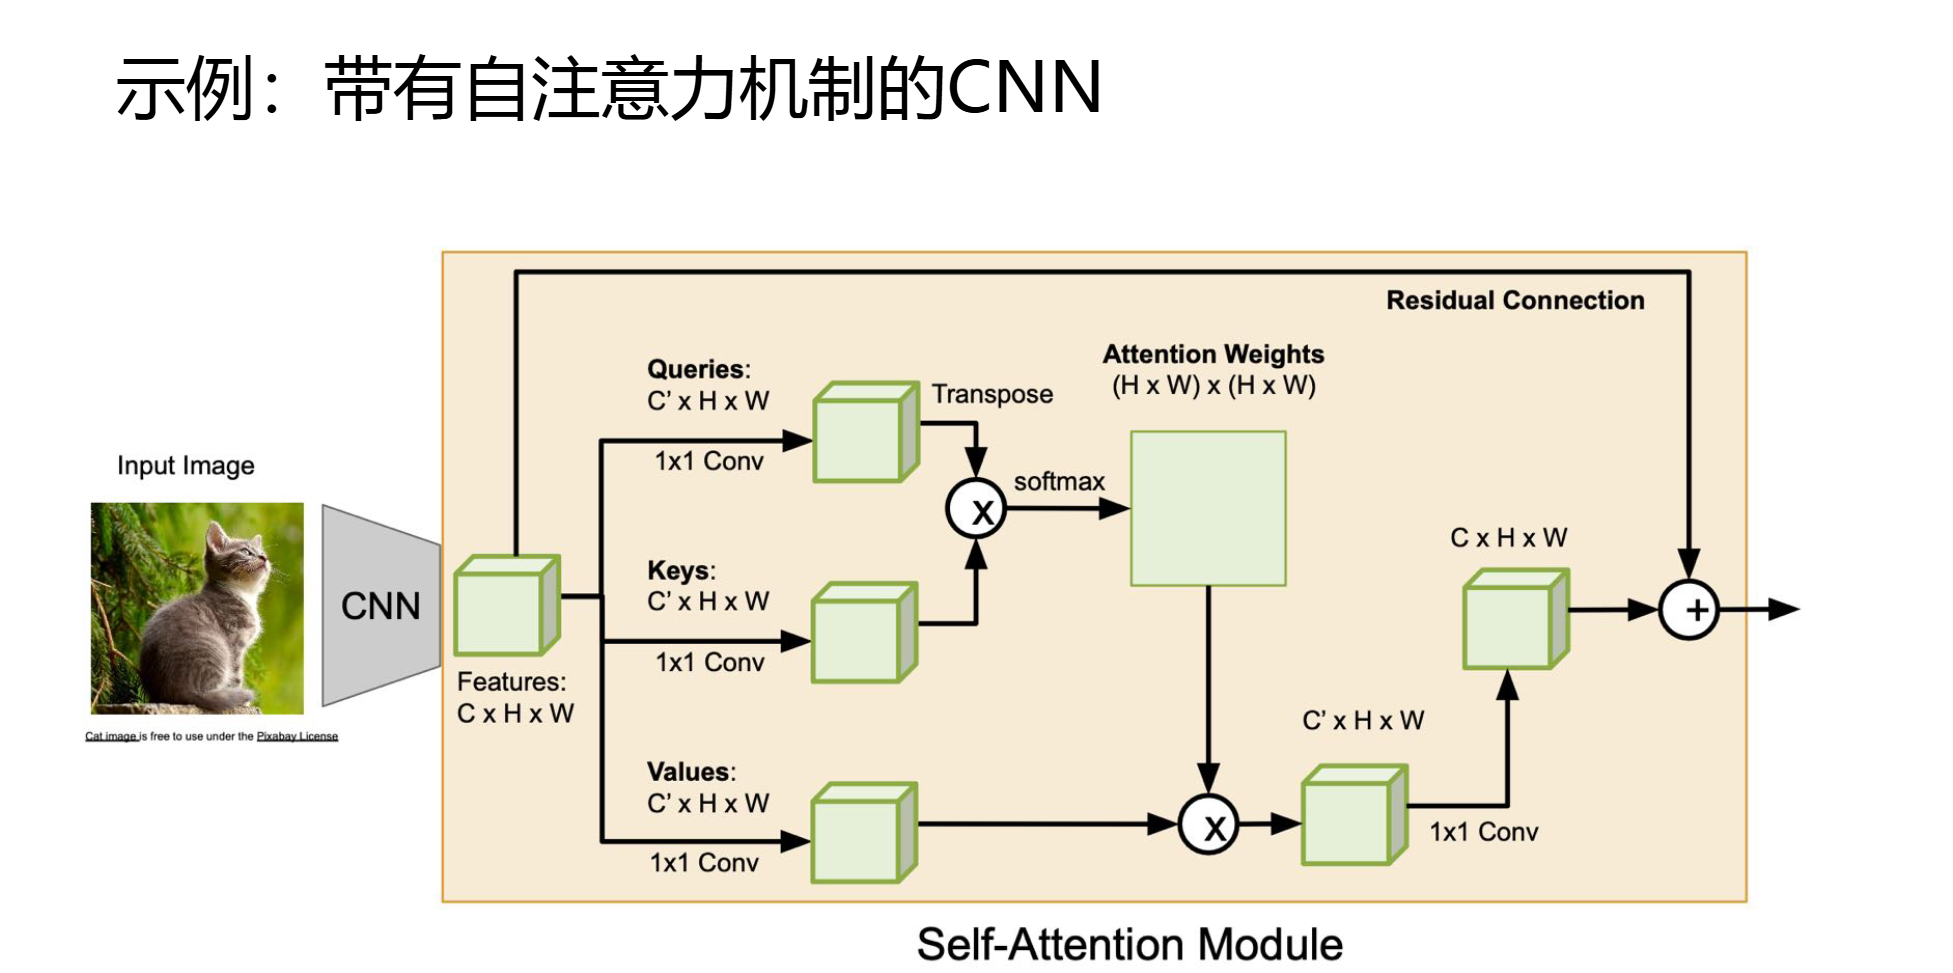 示例：带有自注意力机制的CNN
Residual Connection
Attention Weights
(H x W) x (H x W)
Queries:
C' x H x W
Transpose
1x1 Conv
Input Image
softmax
C x H x W
Keys:
C' x H x W
CNN
+
X
1x1 Conv
Features:
C x H x W
C' x H x W
Cat image is free to use under the Pixabay License
Values:
C' x H x W
X
1x1 Conv
1x1 Conv
Self-Attention Module